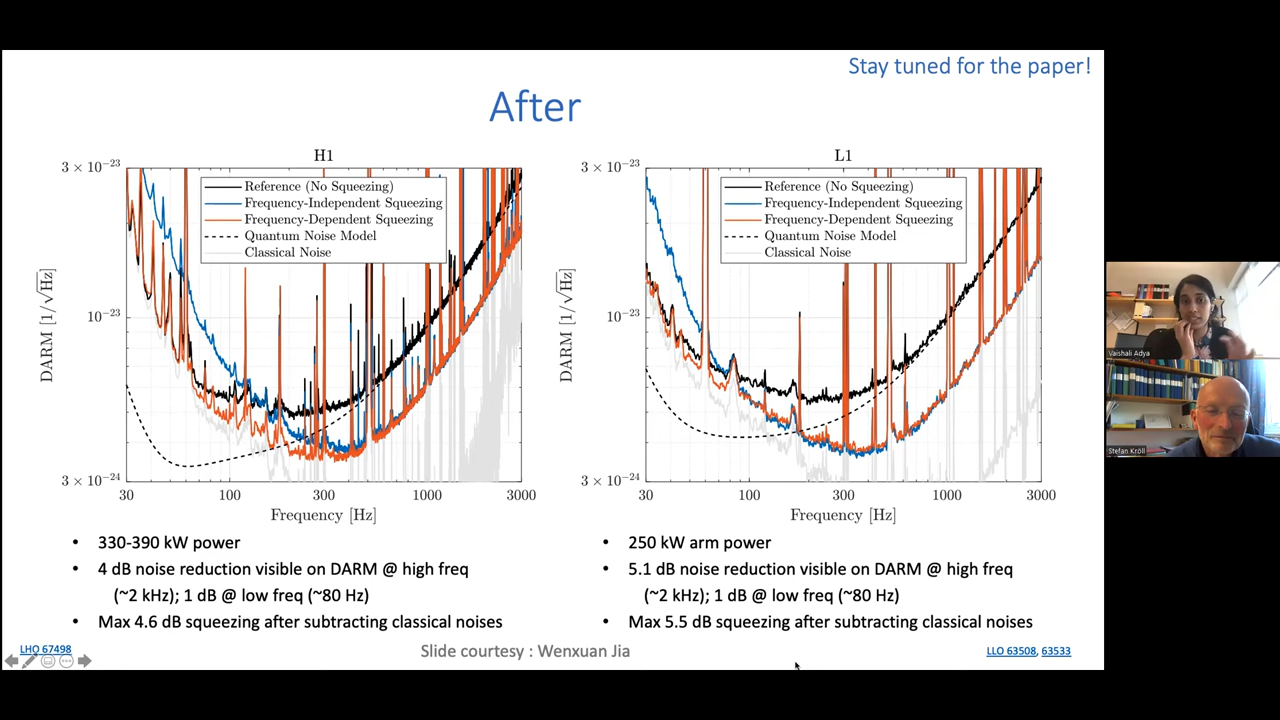 Stay tuned for the paper!
After
H1
3 × 10⁻²³
10⁻²³
3 × 10⁻²⁴
DARM [1/√Hz]
Reference (No Squeezing)
Frequency-Independent Squeezing
Frequency-Dependent Squeezing
Quantum Noise Model
Classical Noise
30 100 300 1000 3000
Frequency [Hz]
L1
3 × 10⁻²³
10⁻²³
3 × 10⁻²⁴
DARM [1/√Hz]
Reference (No Squeezing)
Frequency-Independent Squeezing
Frequency-Dependent Squeezing
Quantum Noise Model
Classical Noise
30 100 300 1000 3000
Frequency [Hz]
• 330-390 kW power
• 4 dB noise reduction visible on DARM @ high freq
(~2 kHz); 1 dB @ low freq (~80 Hz)
• Max 4.6 dB squeezing after subtracting classical noises
• 250 kW arm power
• 5.1 dB noise reduction visible on DARM @ high freq
(~2 kHz); 1 dB @ low freq (~80 Hz)
• Max 5.5 dB squeezing after subtracting classical noises
LHO 67498
Slide courtesy : Wenxuan Jia
LLO 63508, 63533
Vaishali Adya
Stefan Kröll